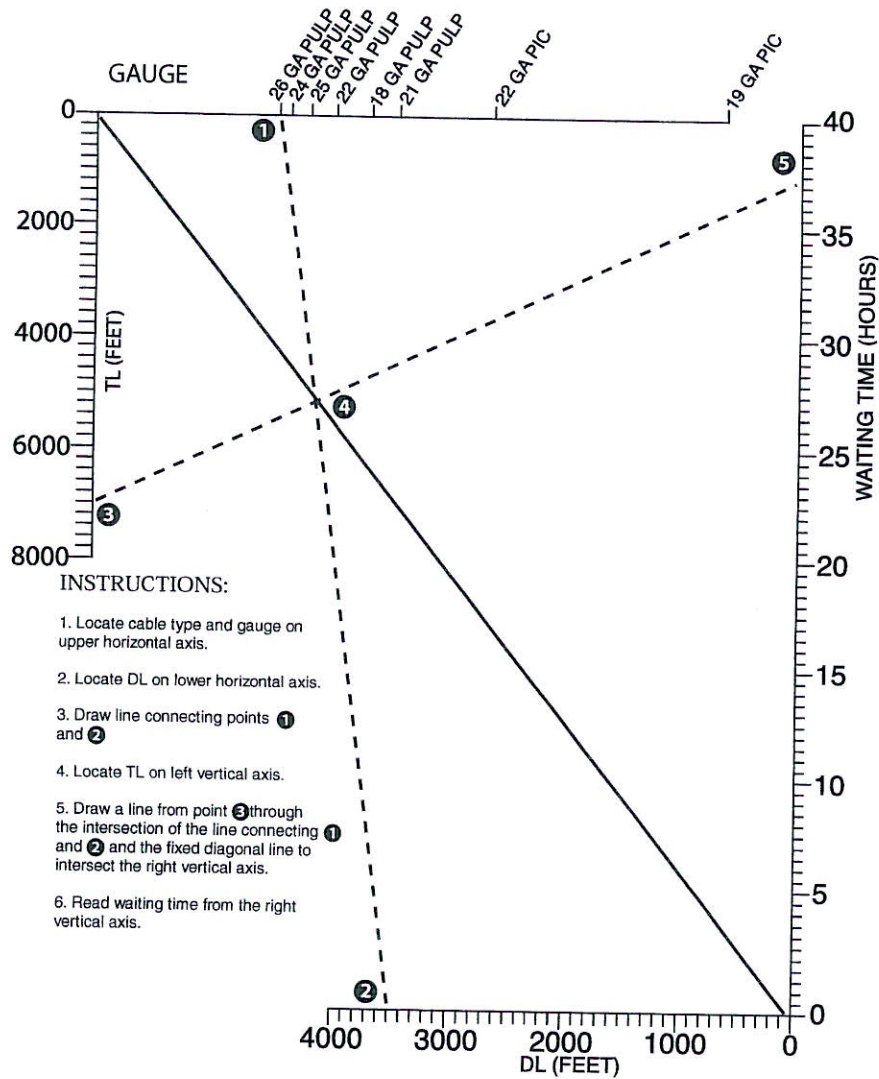 GAUGE
26 GA PULP
24 GA PULP
25 GA PULP
22 GA PULP
18 GA PULP
21 GA PULP
22 GA PIC
19 GA PIC
0
2000
4000
6000
8000
TL (FEET)
1
5
4
3
2
40
35
30
25
20
15
10
5
0
WAITING TIME (HOURS)
INSTRUCTIONS:
1. Locate cable type and gauge on
upper horizontal axis.
2. Locate DL on lower horizontal axis.
3. Draw line connecting points 1
and 2
4. Locate TL on left vertical axis.
5. Draw a line from point 3 through
the intersection of the line connecting 1
and 2 and the fixed diagonal line to
intersect the right vertical axis.
6. Read waiting time from the right
vertical axis.
4000 3000 2000 1000 0
DL (FEET)